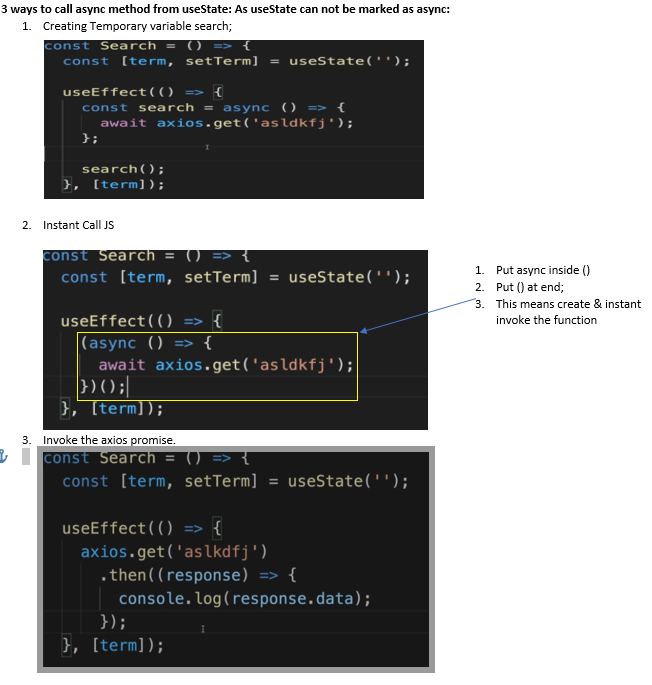 3 ways to call async method from useState: As useState can not be marked as async:
1. Creating Temporary variable search;
const Search = () => {
const [term, setTerm] = useState('');
useEffect(() => {
const search = async () => {
await axios.get('asldkfj');
};
search();
}, [term]);
2. Instant Call JS
const Search = () => {
const [term, setTerm] = useState('');
useEffect(() => {
(async () => {
await axios.get('asldkfj');
})();
}, [term]);
1. Put async inside ()
2. Put () at end;
3. This means create & instant
invoke the function
3. Invoke the axios promise.
const Search = () => {
const [term, setTerm] = useState('');
useEffect(() => {
axios.get('aslkdfj')
.then((response) => {
console.log(response.data);
});
}, [term]);